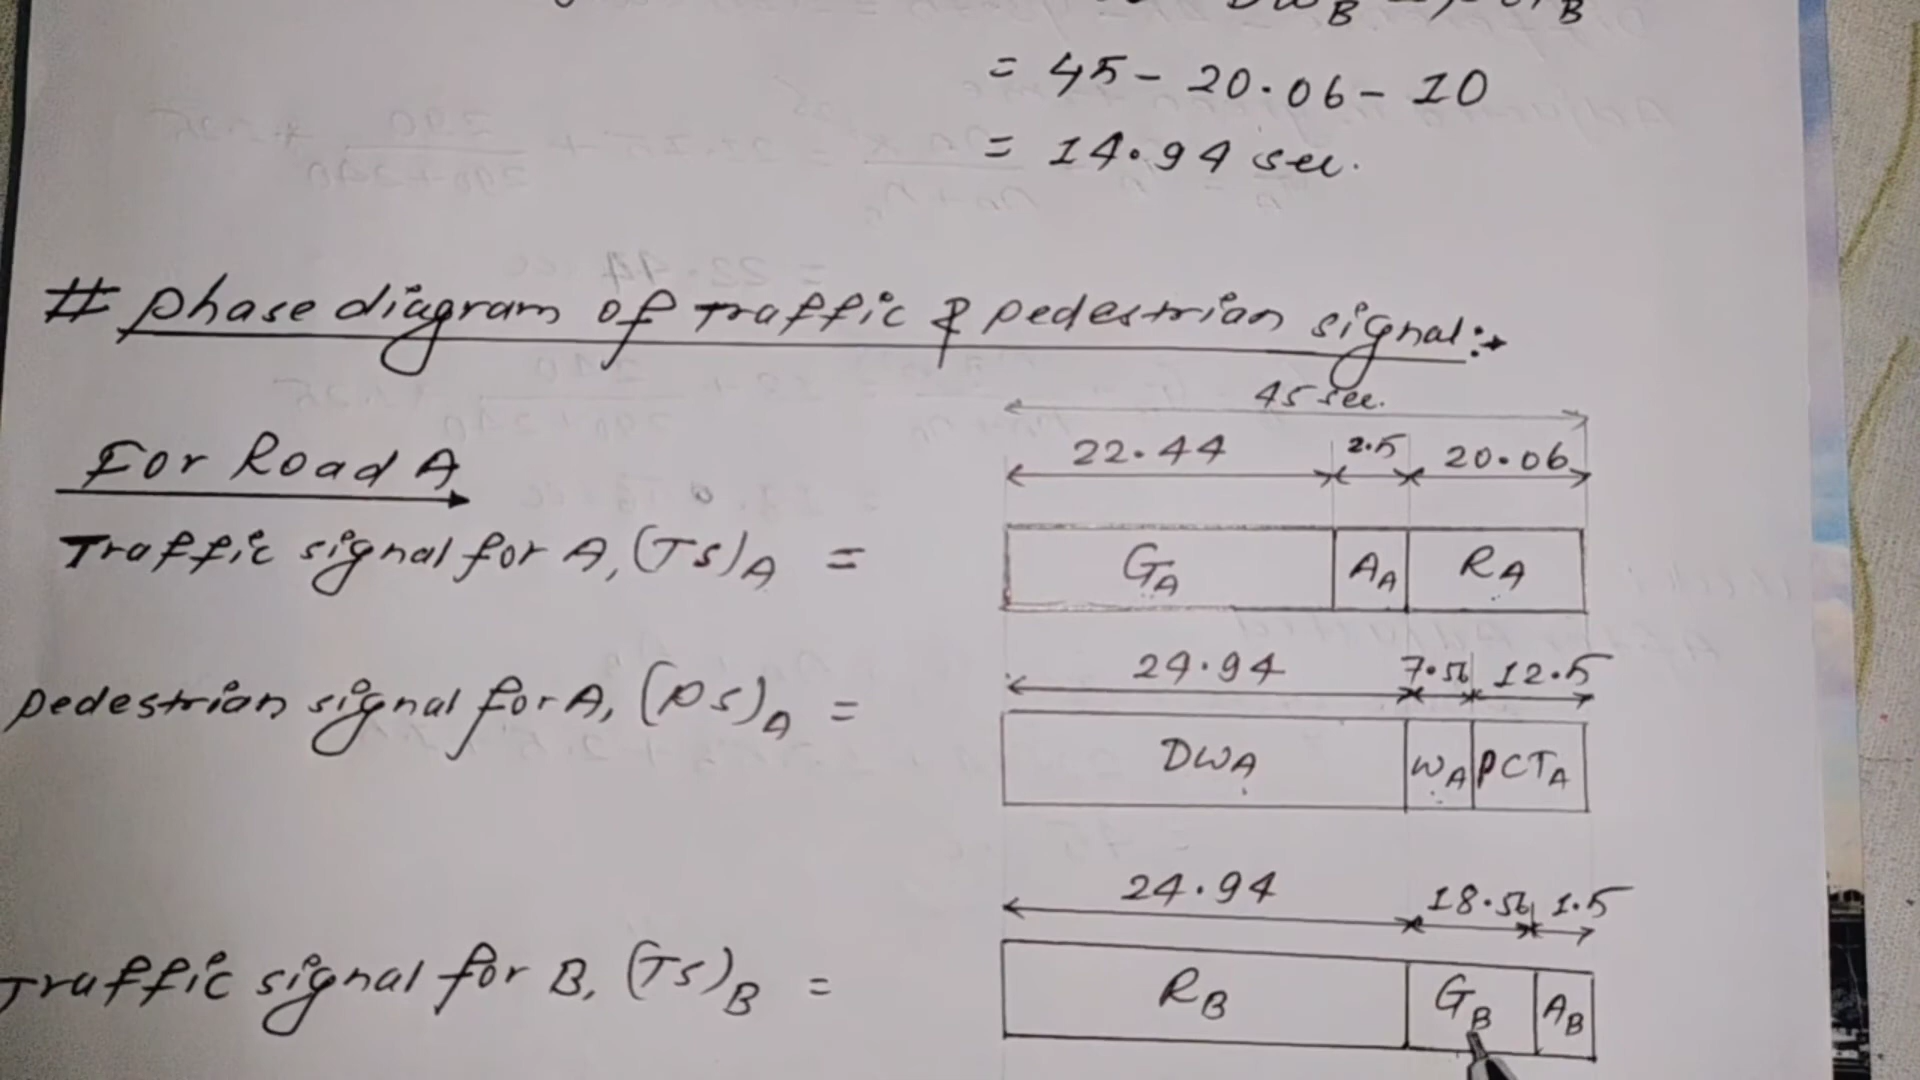 = 45 - 20.06 - 10
= 14.94 sec.
# phase diagram of Traffic & pedestrian signal:→
45 sec.
For Road A
22.44 2.5 20.06
Traffic signal for A, (TS)A =
GA AA RA
24.94 7.56 12.5
pedestrian signal for A, (PS)A =
DWA WA PCTA
24.94 18.56 1.5
Traffic signal for B, (TS)B =
RB GB AB